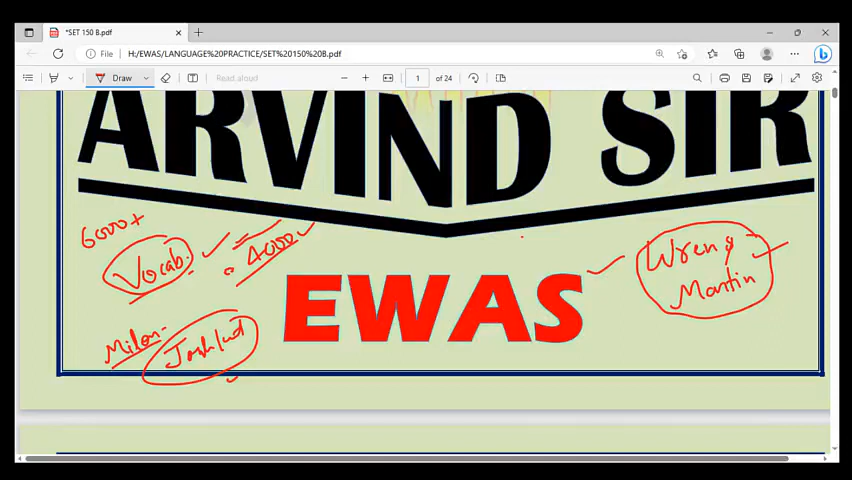 *SET 150 B.pdf
File H:/EWAS/LANGUAGE%20PRACTICE/SET%20150%20B.pdf
Draw Read aloud 1 of 24
ARVIND SIR
6000+
Vocab. 4000
EWAS
Wren &
Martin
Milan